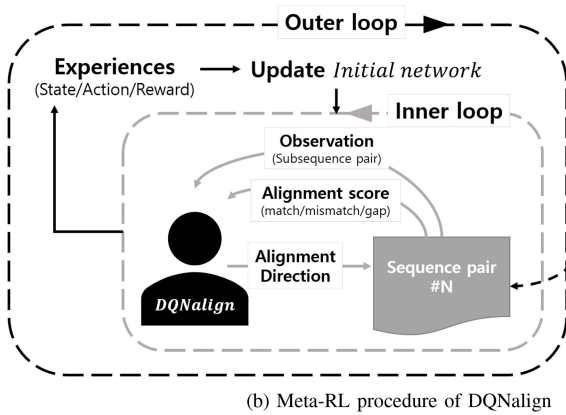 Outer loop
Experiences
(State/Action/Reward)
Update Initial network
Inner loop
Observation
(Subsequence pair)
Alignment score
(match/mismatch/gap)
Alignment
Direction
DQNalign
Sequence pair
#N
(b) Meta-RL procedure of DQNalign